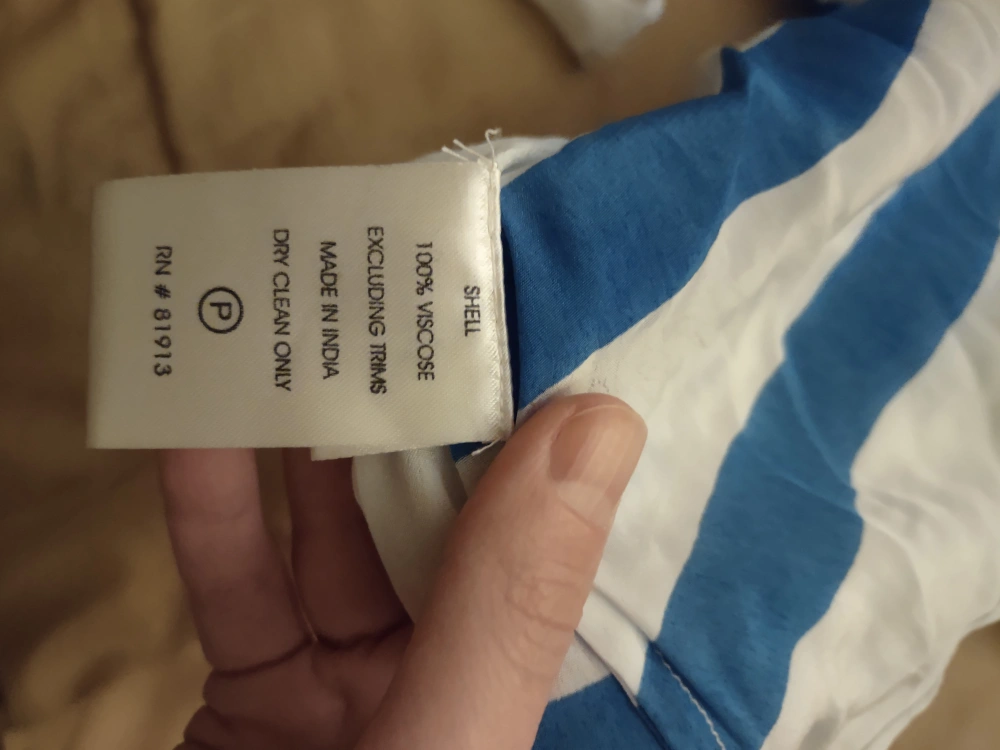 SHELL
100% VISCOSE
EXCLUDING TRIMS
MADE IN INDIA
DRY CLEAN ONLY
P
RN # 81913